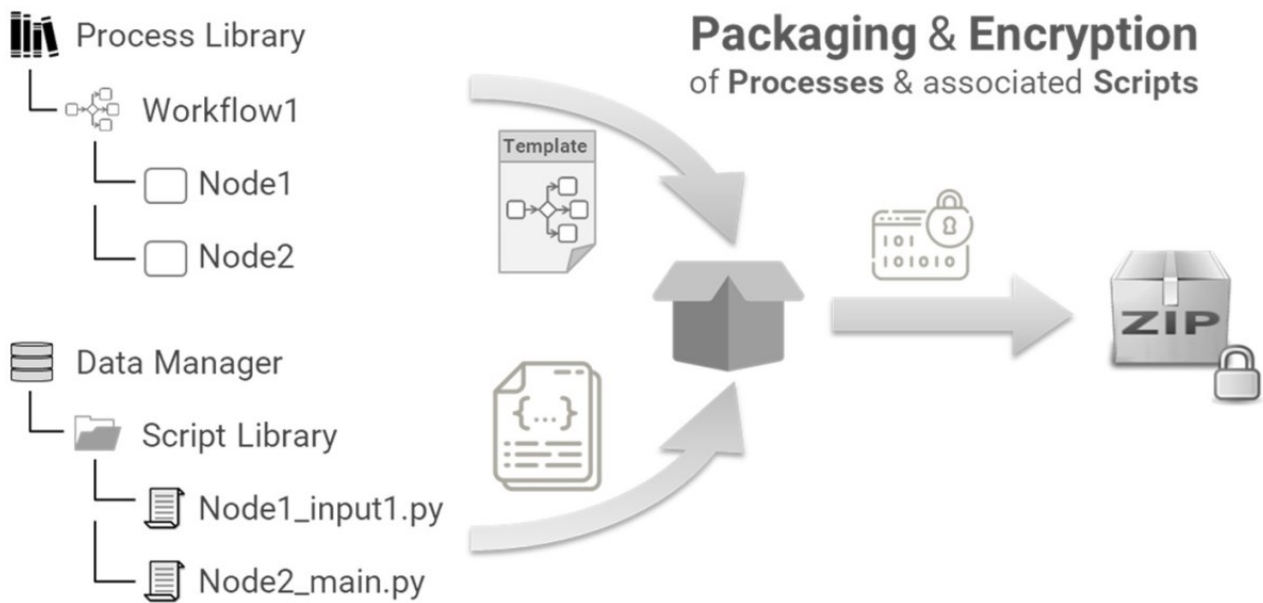 Process Library
Workflow1
Node1
Node2
Data Manager
Script Library
Node1_input1.py
Node2_main.py
Template
{...}
Packaging & Encryption
of Processes & associated Scripts
101
101010
ZIP